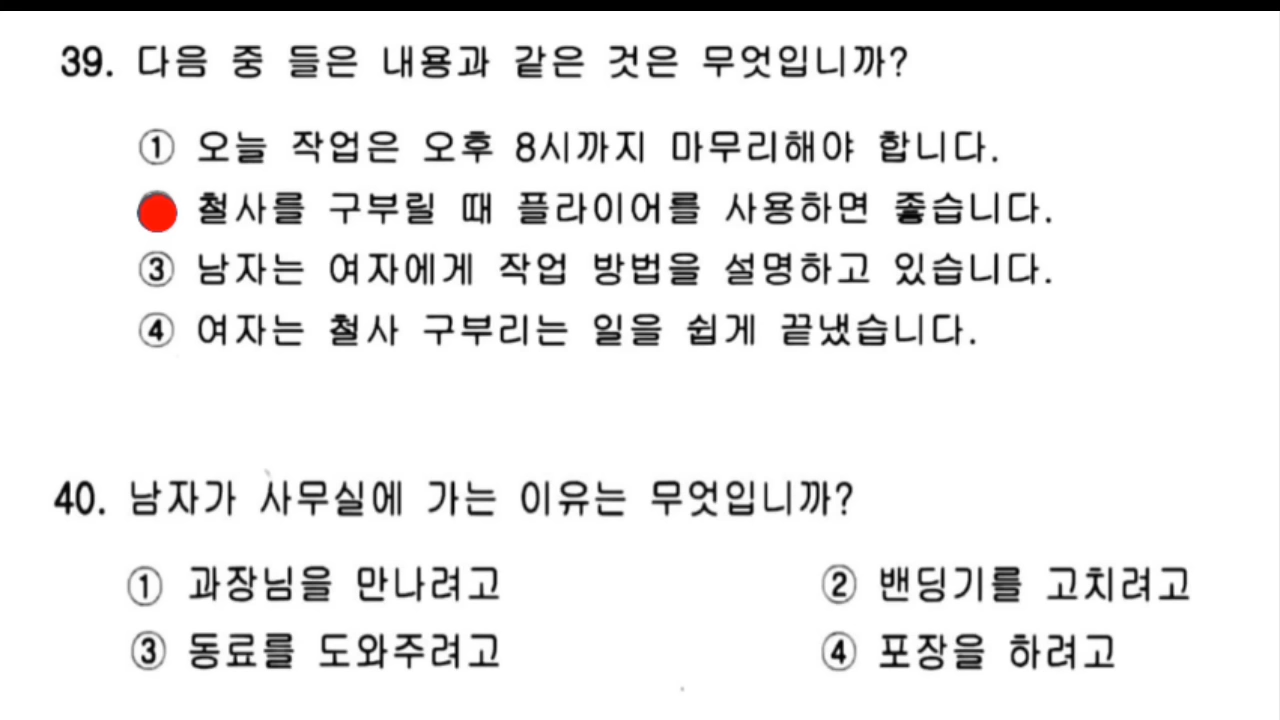 39. 다음 중 들은 내용과 같은 것은 무엇입니까?
① 오늘 작업은 오후 8시까지 마무리해야 합니다.
철사를 구부릴 때 플라이어를 사용하면 좋습니다.
③ 남자는 여자에게 작업 방법을 설명하고 있습니다.
④ 여자는 철사 구부리는 일을 쉽게 끝냈습니다.
40. 남자가 사무실에 가는 이유는 무엇입니까?
① 과장님을 만나려고 ② 밴딩기를 고치려고
③ 동료를 도와주려고 ④ 포장을 하려고